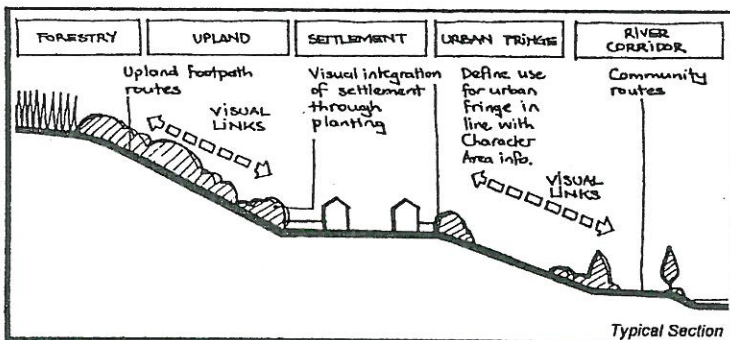 FORESTRY
UPLAND
SETTLEMENT
URBAN FRINGE
RIVER
CORRIDOR
Upland Footpath
routes
VISUAL
LINKS
Visual integration
of settlement
through
planting
Define use
for urban
fringe in
line with
Character
Area info.
VISUAL
LINKS
Community
routes
Typical Section